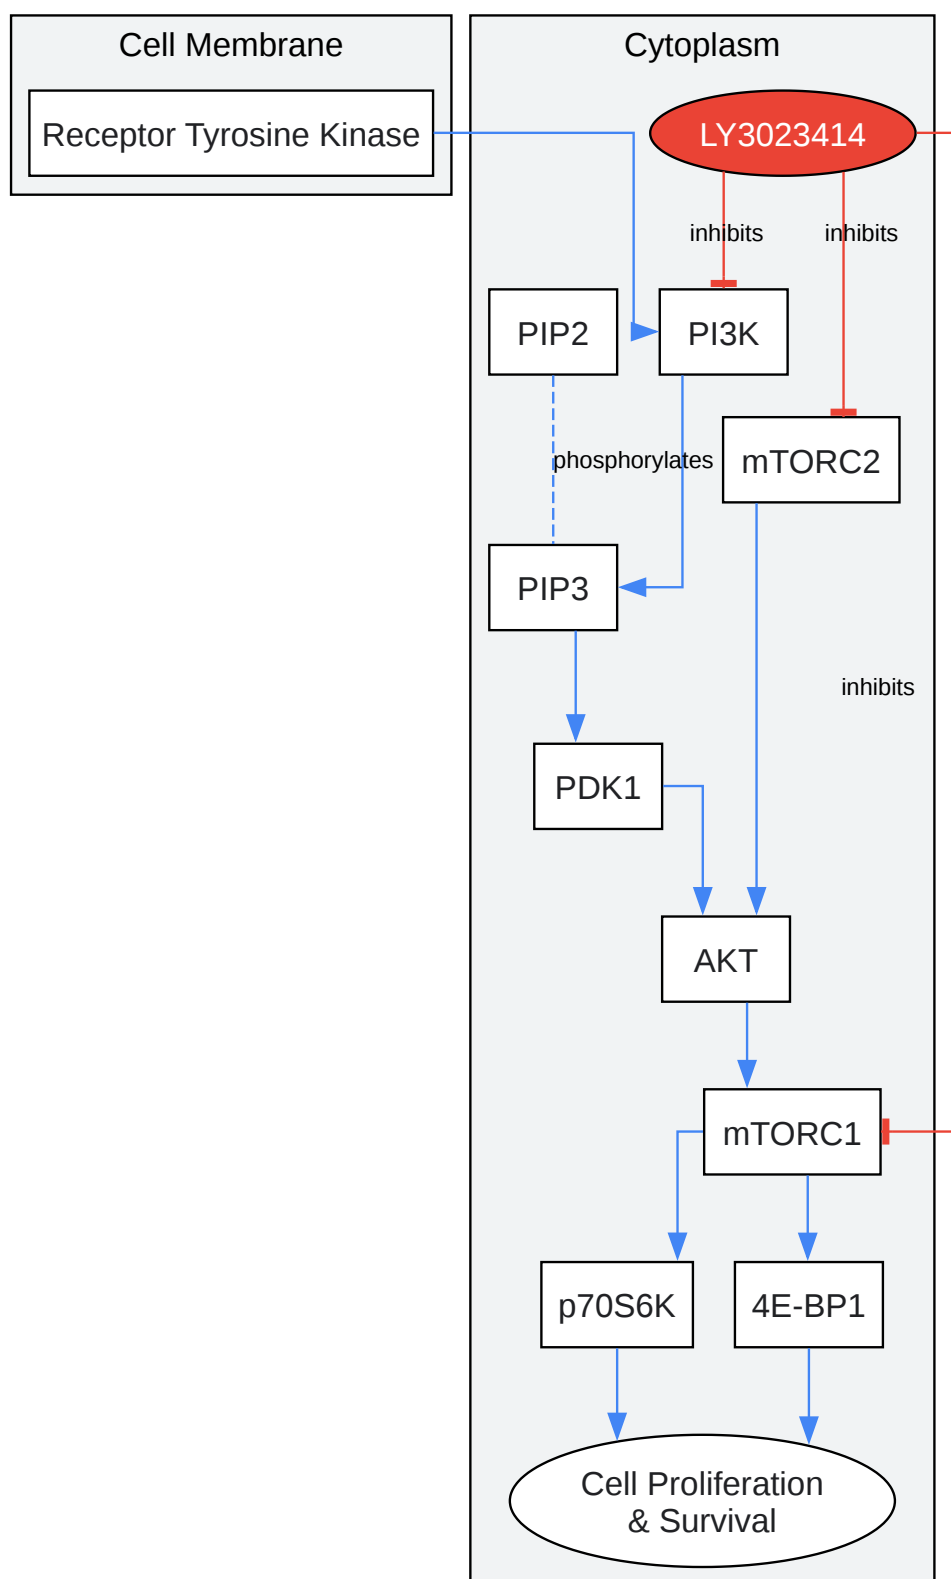 Cell Membrane
Cytoplasm
Receptor Tyrosine Kinase
LY3023414
inhibits
inhibits
PIP2
PI3K
phosphorylates
mTORC2
PIP3
inhibits
PDK1
AKT
mTORC1
p70S6K
4E-BP1
Cell Proliferation
& Survival